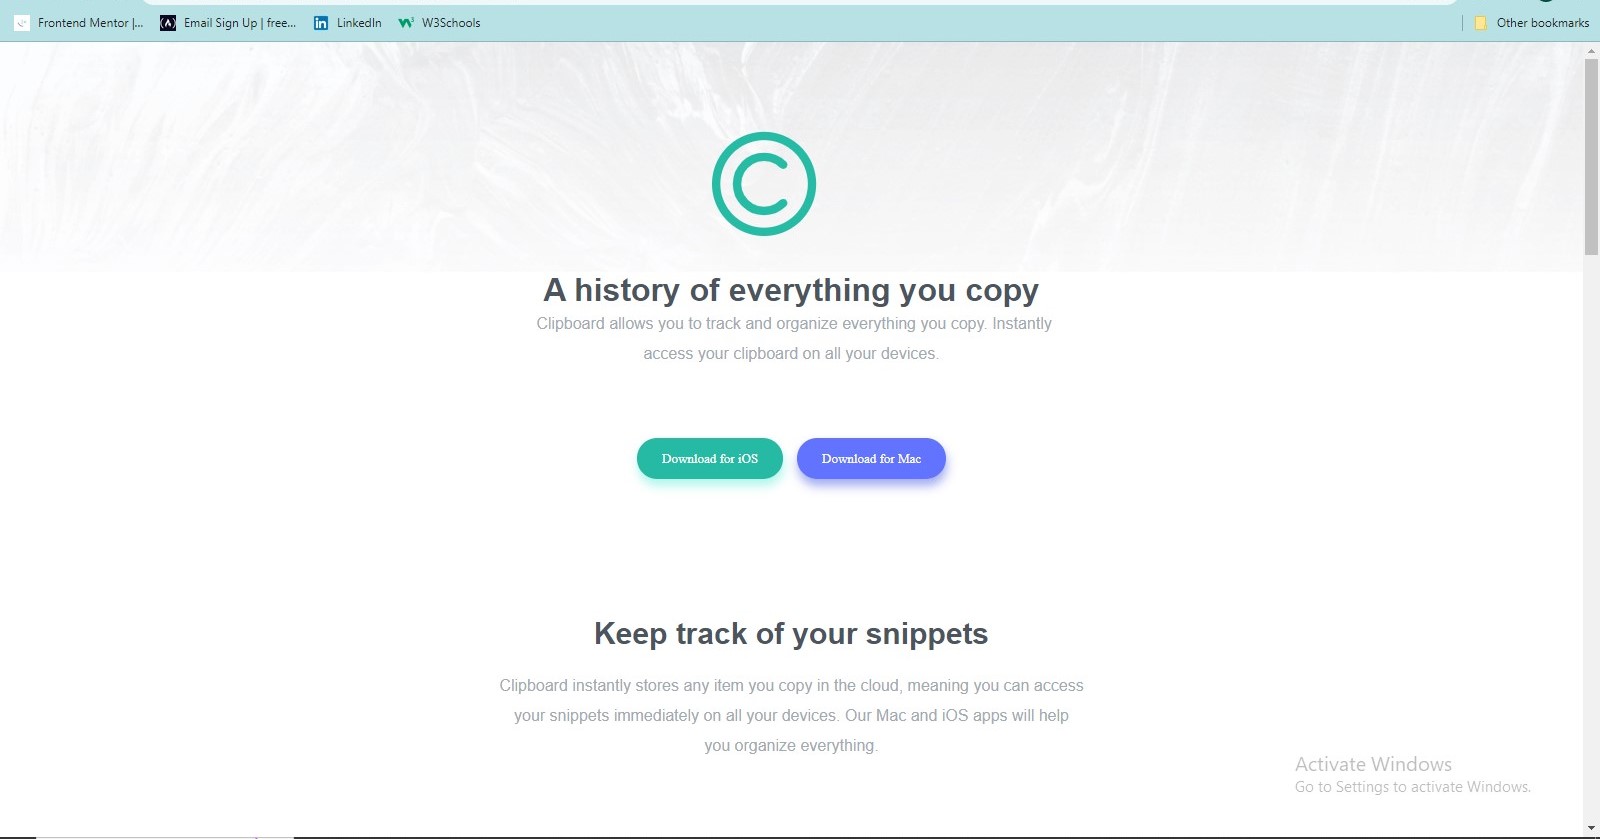 Frontend Mentor |...
Email Sign Up | free...
LinkedIn
W3Schools
Other bookmarks
A history of everything you copy
Clipboard allows you to track and organize everything you copy. Instantly
access your clipboard on all your devices.
Download for iOS
Download for Mac
Keep track of your snippets
Clipboard instantly stores any item you copy in the cloud, meaning you can access
your snippets immediately on all your devices. Our Mac and iOS apps will help
you organize everything.
Activate Windows
Go to Settings to activate Windows.